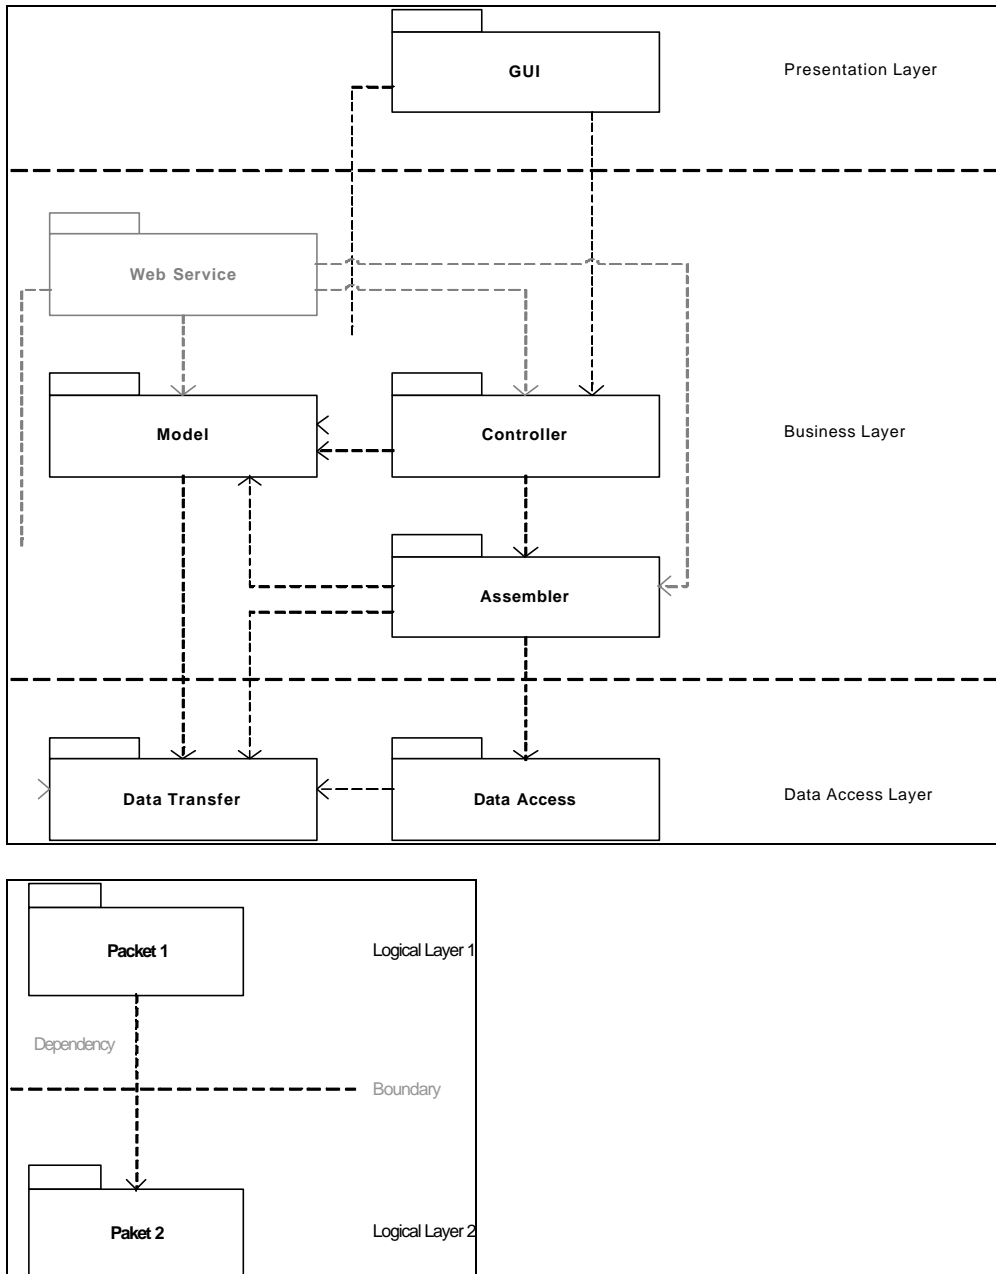 GUI
Presentation Layer
Web Service
Model
Controller
Business Layer
Assembler
Data Transfer
Data Access
Data Access Layer
Packet 1
Logical Layer 1
Dependency
Boundary
Paket 2
Logical Layer 2